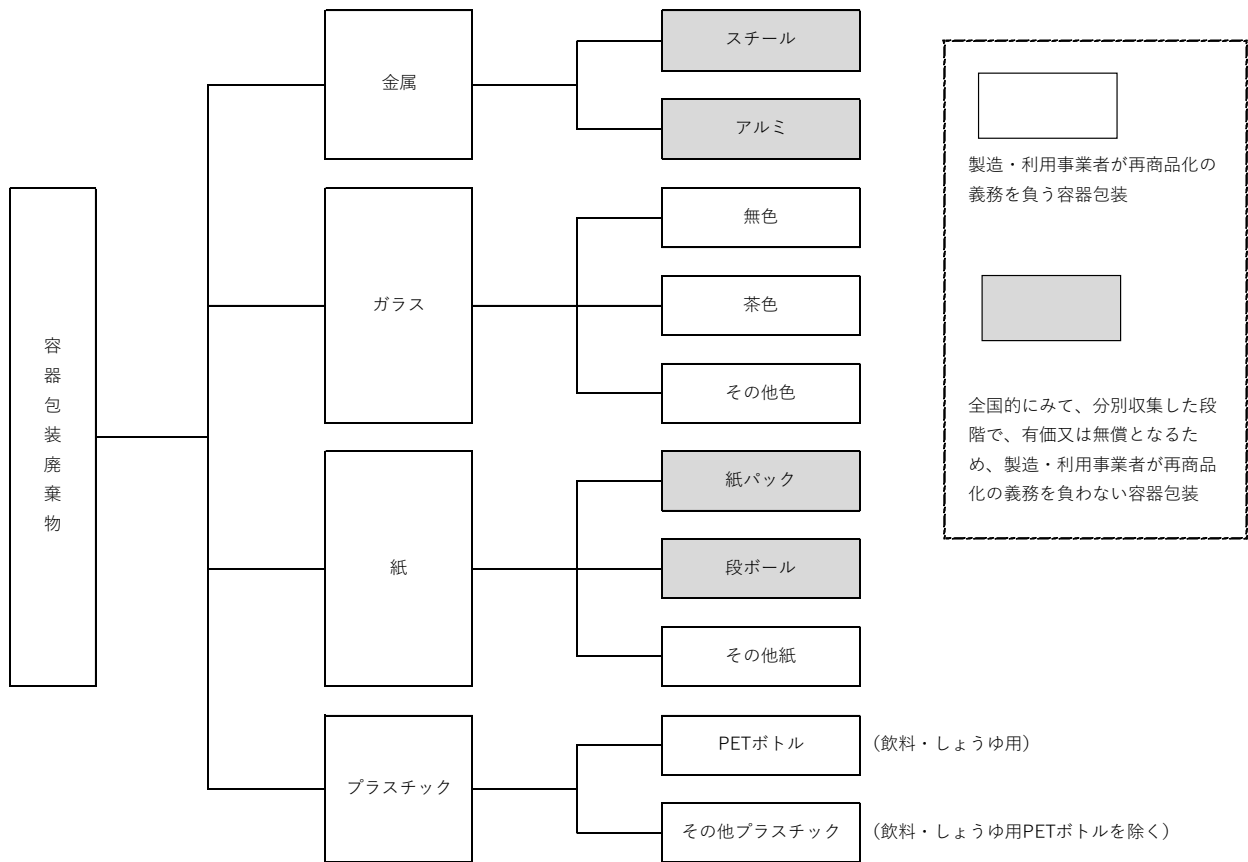 容器包装廃棄物
金属
スチール
アルミ
ガラス
無色
茶色
その他色
紙
紙パック
段ボール
その他紙
プラスチック
PETボトル
（飲料・しょうゆ用）
その他プラスチック
（飲料・しょうゆ用PETボトルを除く）
製造・利用事業者が再商品化の
義務を負う容器包装
全国的にみて、分別収集した段
階で、有価又は無償となるた
め、製造・利用事業者が再商品
化の義務を負わない容器包装